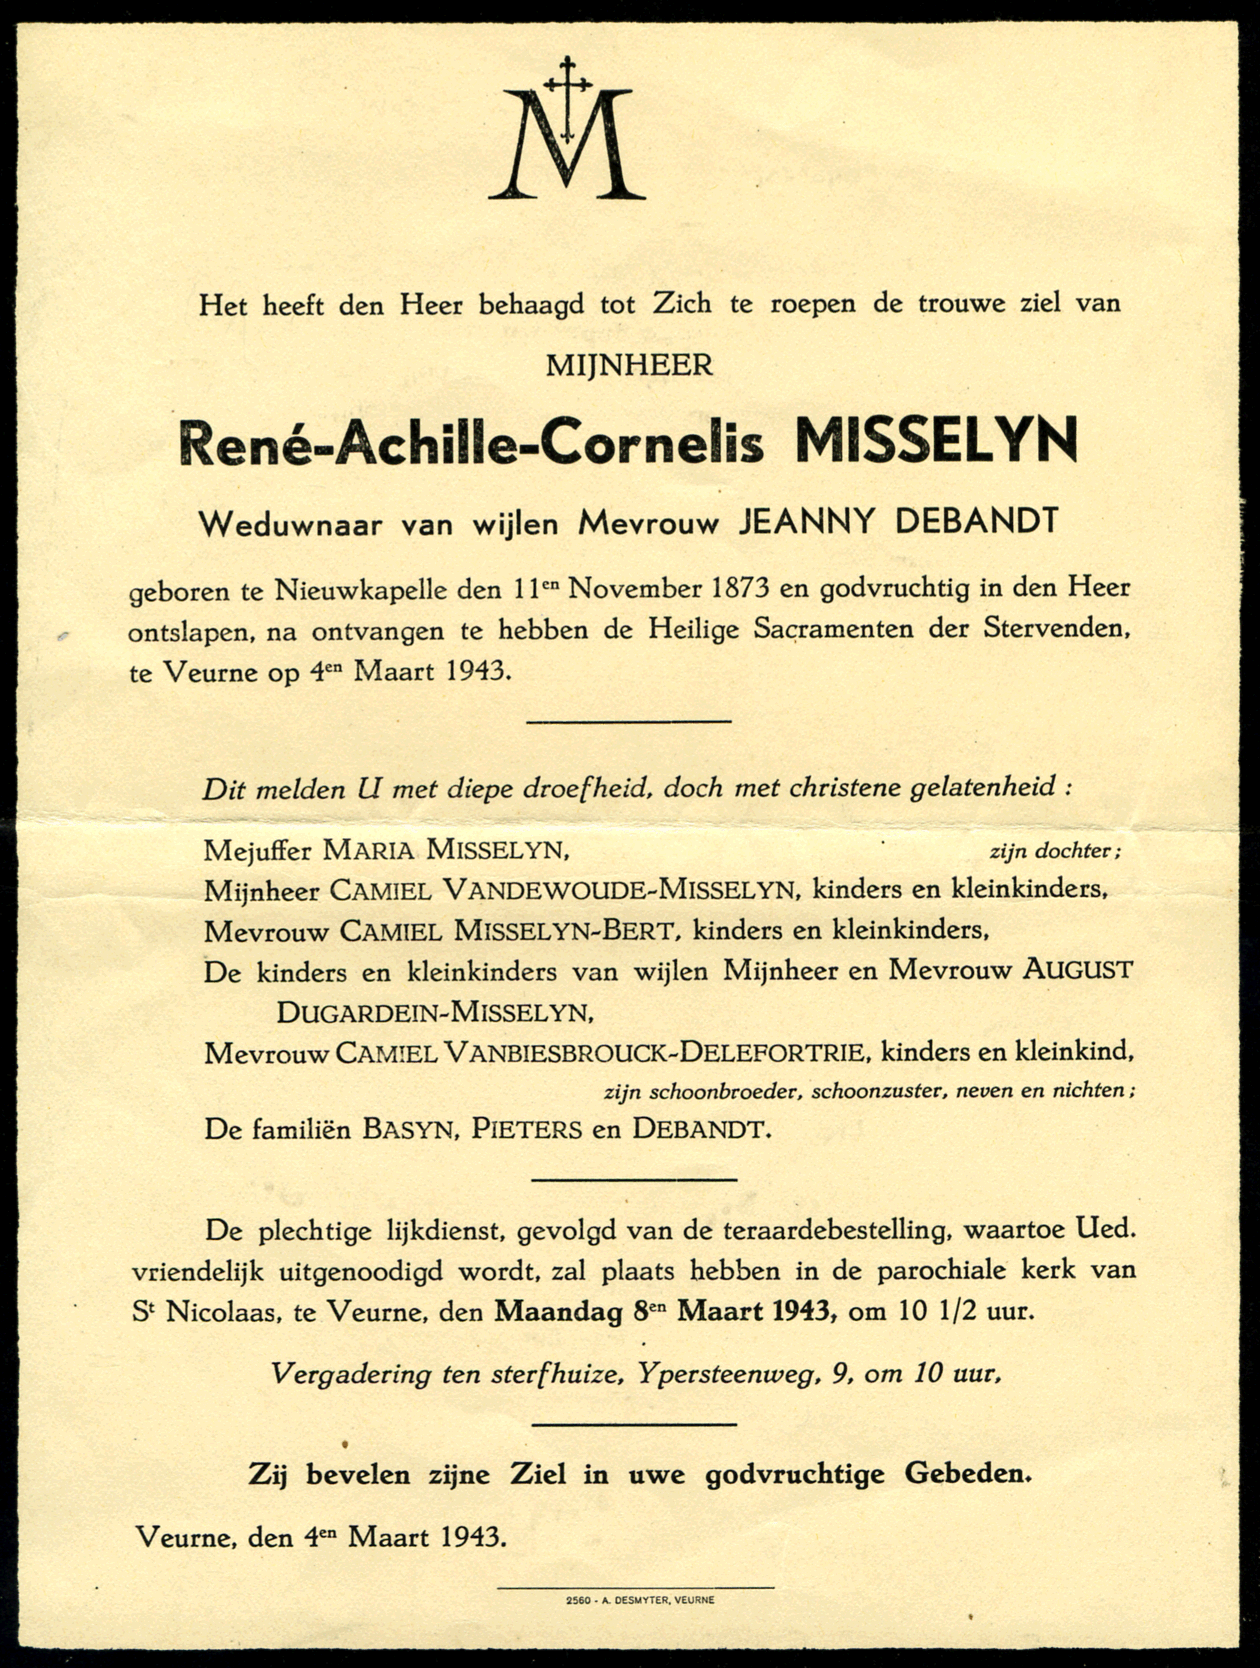 M
Het heeft den Heer behaagd tot Zich te roepen de trouwe ziel van
MIJNHEER
René-Achille-Cornelis MISSELYN
Weduwnaar van wijlen Mevrouw JEANNY DEBANDT
geboren te Nieuwkapelle den 11en November 1873 en godvruchtig in den Heer
ontslapen, na ontvangen te hebben de Heilige Sacramenten der Stervenden,
te Veurne op 4en Maart 1943.
Dit melden U met diepe droefheid, doch met christene gelatenheid :
Mejuffer MARIA MISSELYN, zijn dochter ;
Mijnheer CAMIEL VANDEWOUDE-MISSELYN, kinders en kleinkinders,
Mevrouw CAMIEL MISSELYN-BERT, kinders en kleinkinders,
De kinders en kleinkinders van wijlen Mijnheer en Mevrouw AUGUST
DUGARDEIN-MISSELYN,
Mevrouw CAMIEL VANBIESBROUCK-DELEFORTRIE, kinders en kleinkind,
zijn schoonbroeder, schoonzuster, neven en nichten ;
De familiën BASYN, PIETERS en DEBANDT.
De plechtige lijkdienst, gevolgd van de teraardebestelling, waartoe Ued.
vriendelijk uitgenoodigd wordt, zal plaats hebben in de parochiale kerk van
St Nicolaas, te Veurne, den Maandag 8en Maart 1943, om 10 1/2 uur.
Vergadering ten sterfhuize, Ypersteenweg, 9, om 10 uur,
Zij bevelen zijne Ziel in uwe godvruchtige Gebeden.
Veurne, den 4en Maart 1943.
2560 - A. DESMYTER, VEURNE